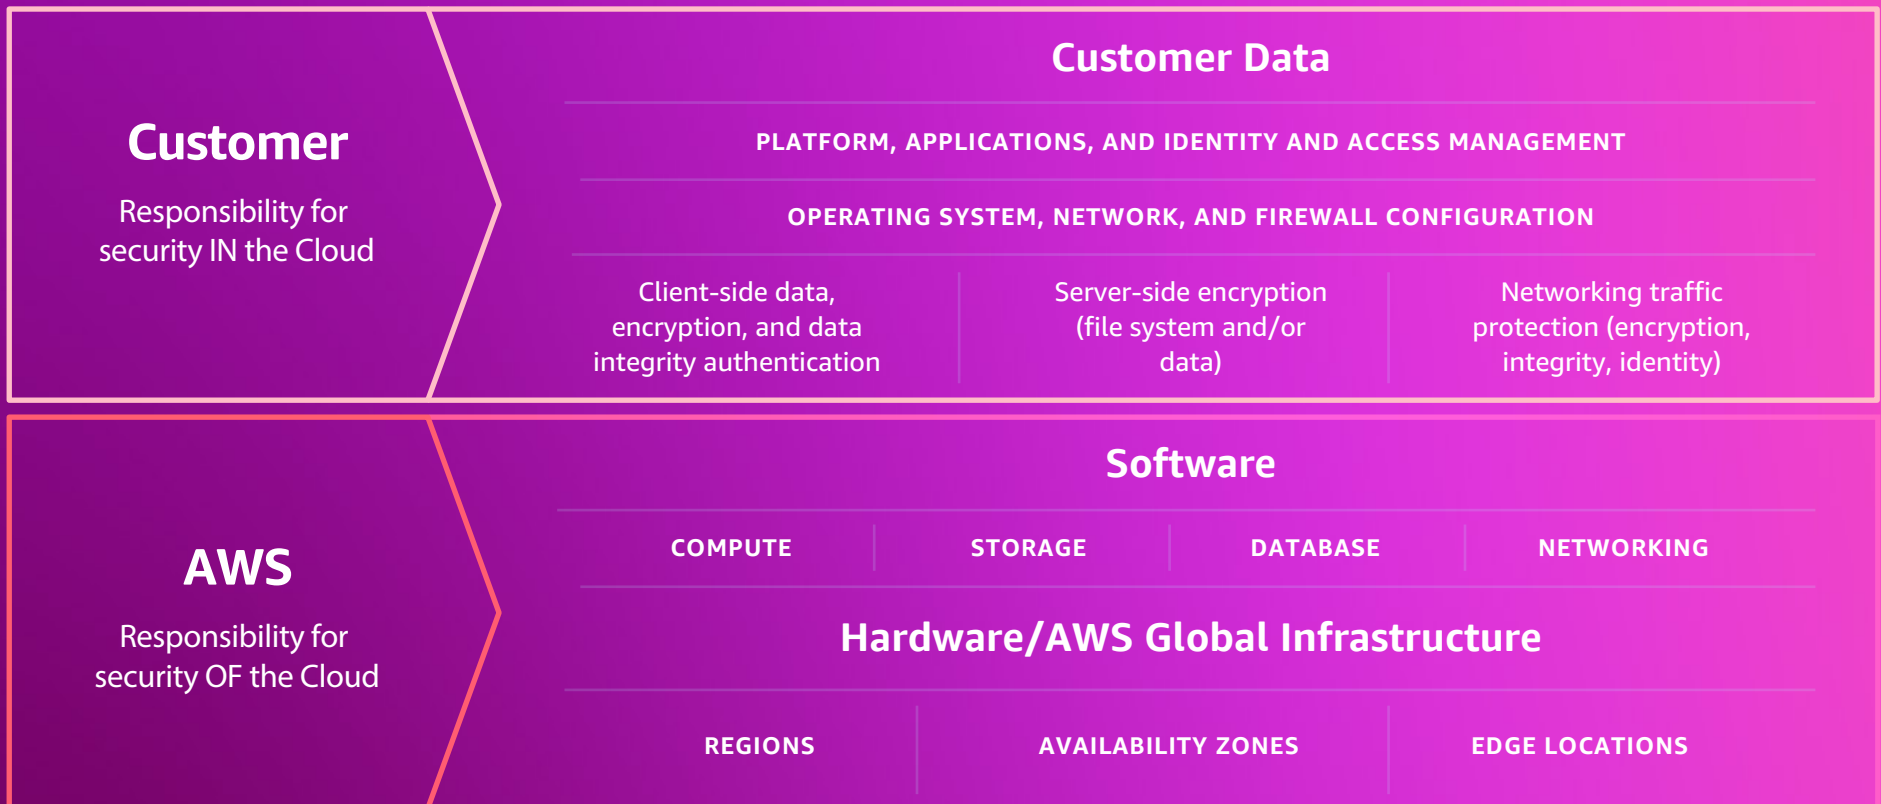 Customer
Responsibility for
security IN the Cloud
Customer Data
PLATFORM, APPLICATIONS, AND IDENTITY AND ACCESS MANAGEMENT
OPERATING SYSTEM, NETWORK, AND FIREWALL CONFIGURATION
Client-side data,
encryption, and data
integrity authentication
Server-side encryption
(file system and/or
data)
Networking traffic
protection (encryption,
integrity, identity)
AWS
Responsibility for
security OF the Cloud
Software
COMPUTE
STORAGE
DATABASE
NETWORKING
Hardware/AWS Global Infrastructure
REGIONS
AVAILABILITY ZONES
EDGE LOCATIONS